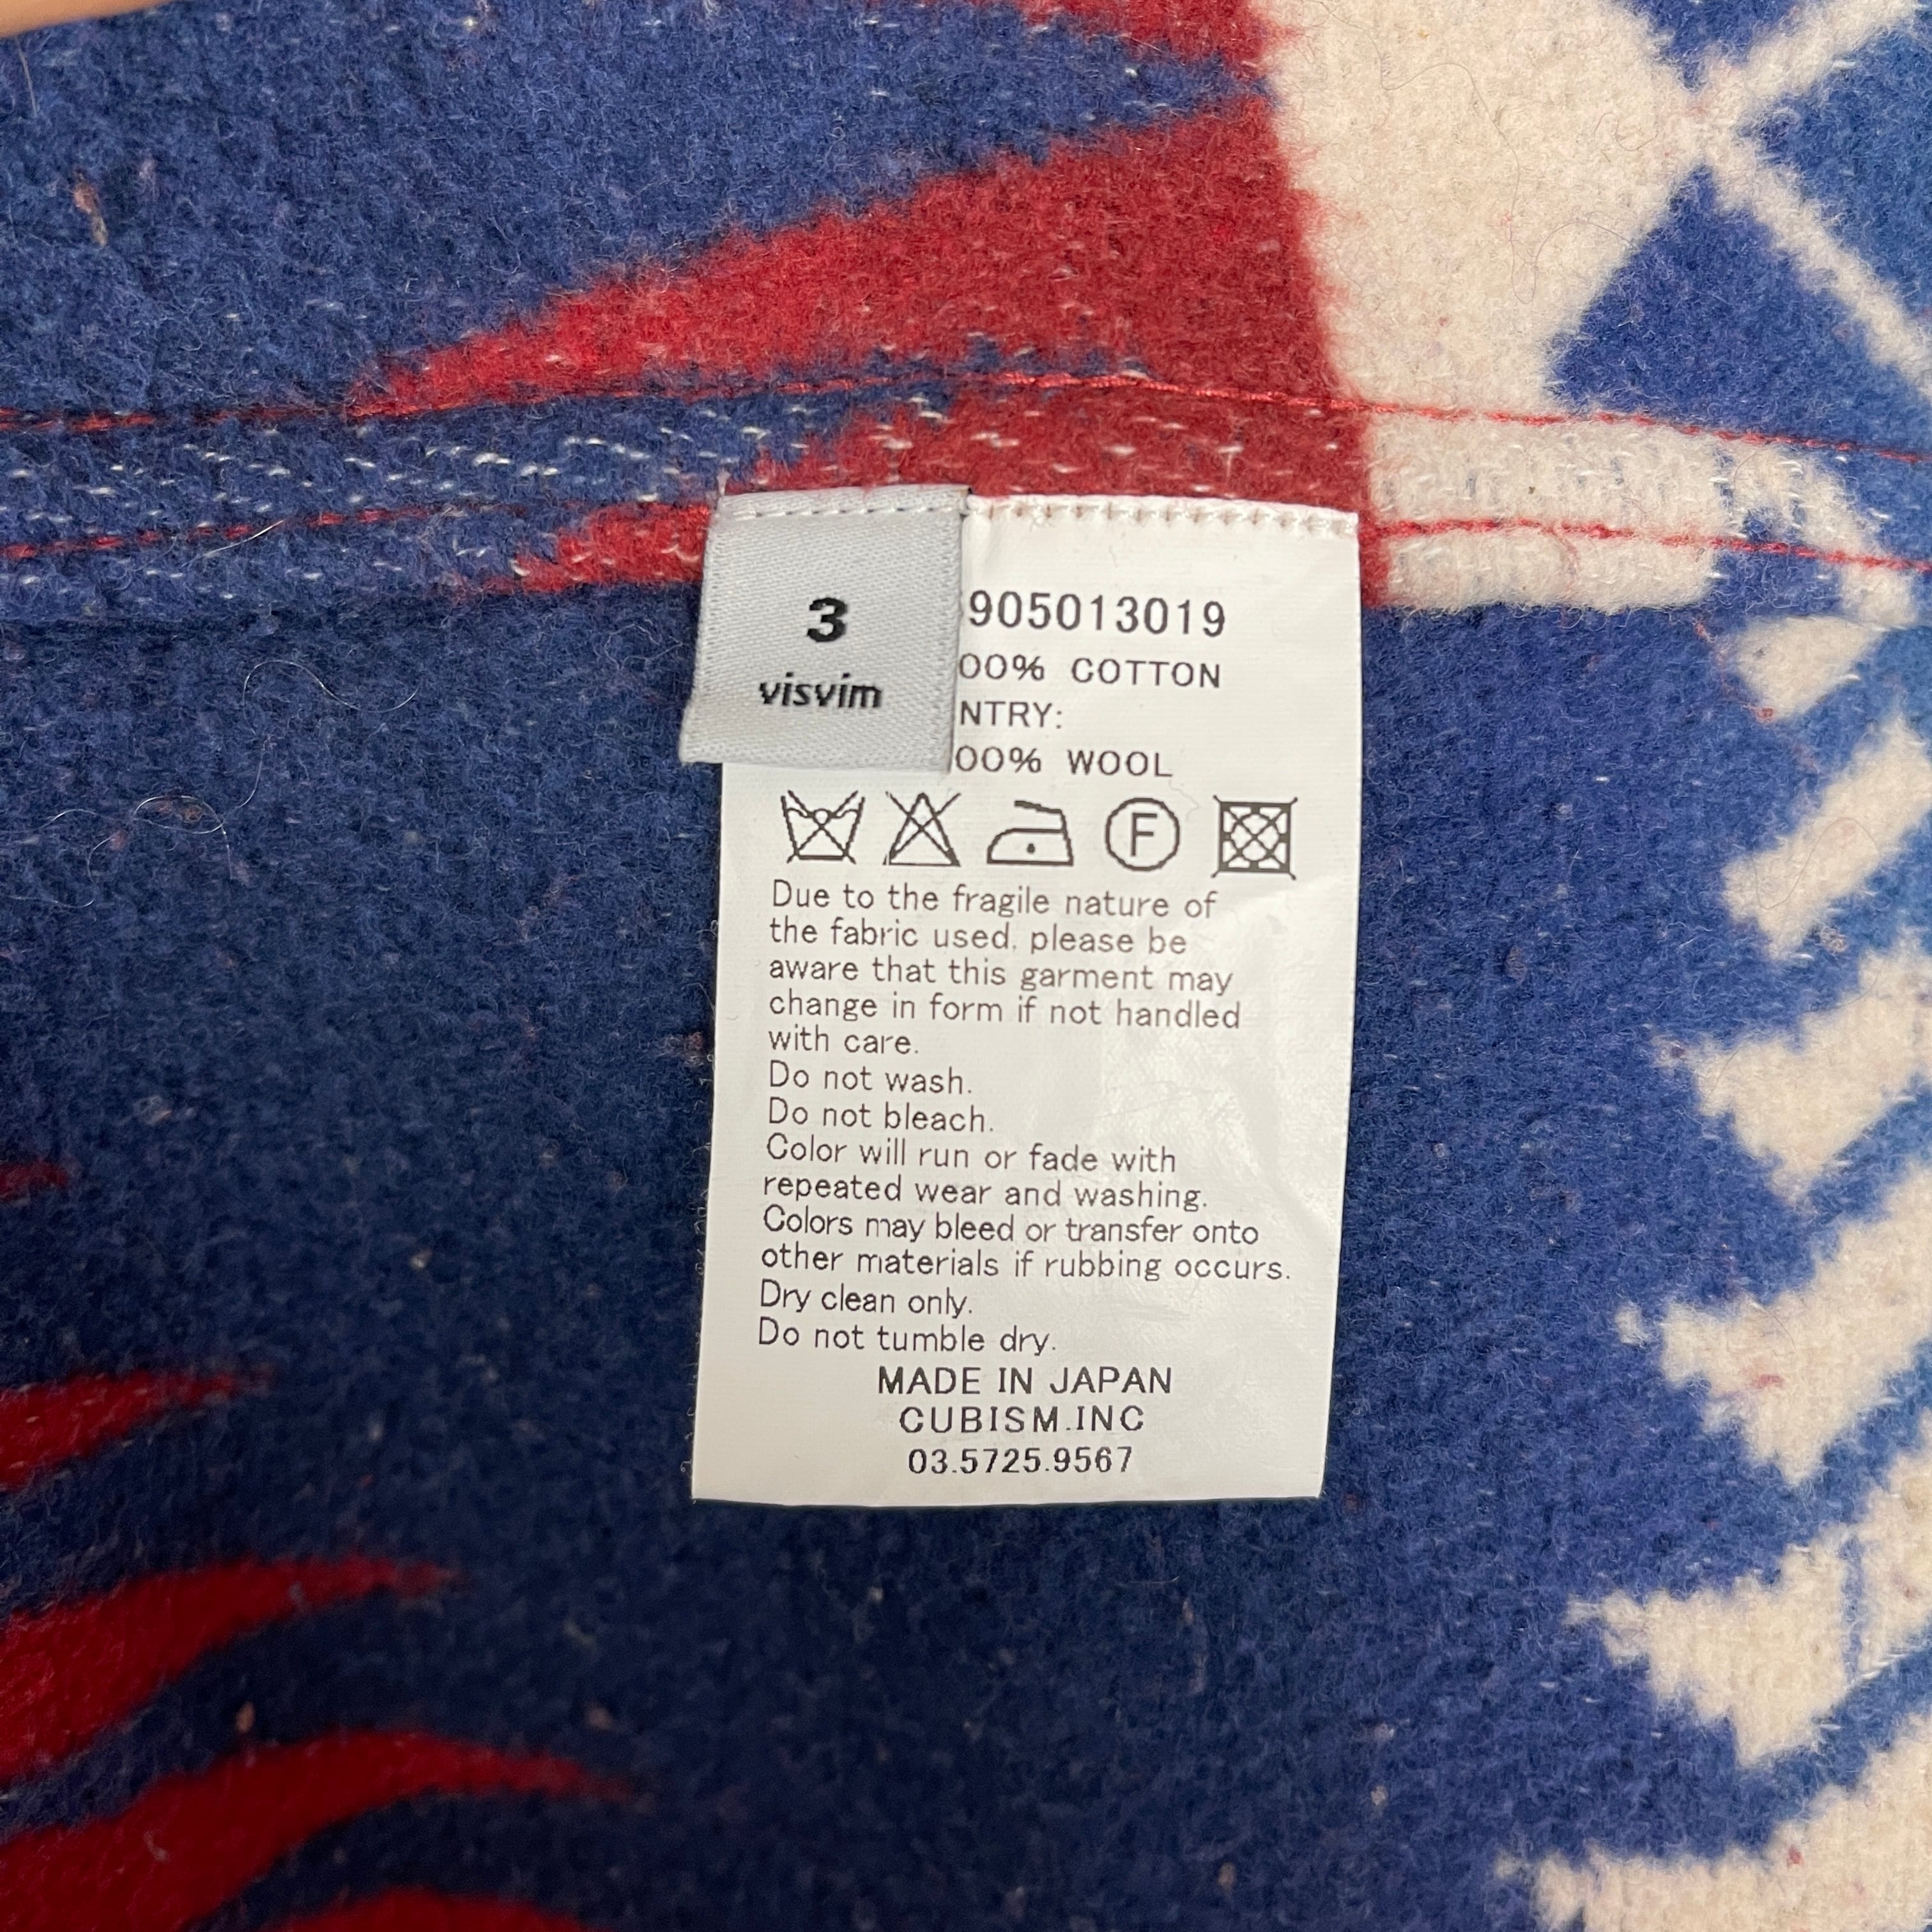 3
visvim
905013019
00% COTTON
NTRY:
00% WOOL
F
Due to the fragile nature of
the fabric used, please be
aware that this garment may
change in form if not handled
with care.
Do not wash.
Do not bleach.
Color will run or fade with
repeated wear and washing.
Colors may bleed or transfer onto
other materials if rubbing occurs.
Dry clean only.
Do not tumble dry.
MADE IN JAPAN
CUBISM.INC
03.5725.9567